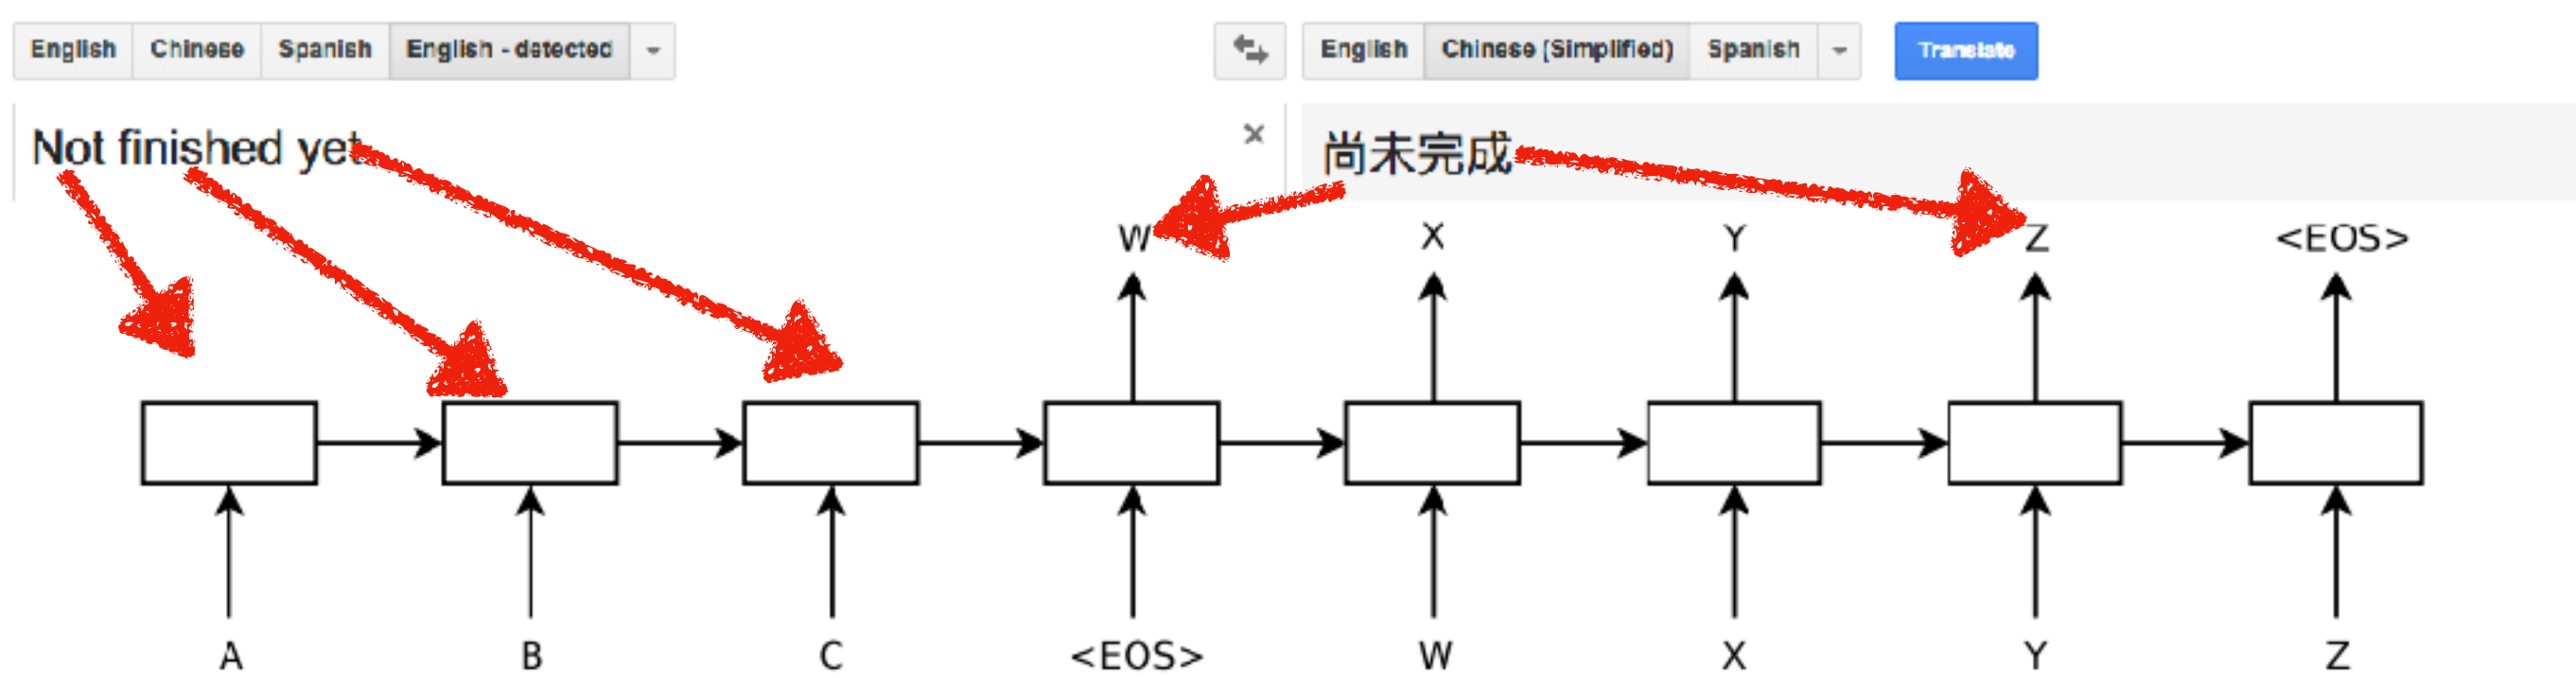 English Chinese Spanish English - detected English Chinese (Simplified) Spanish Translate
Not finished yet × 尚未完成
W X Y Z <EOS>
A B C <EOS> W X Y Z